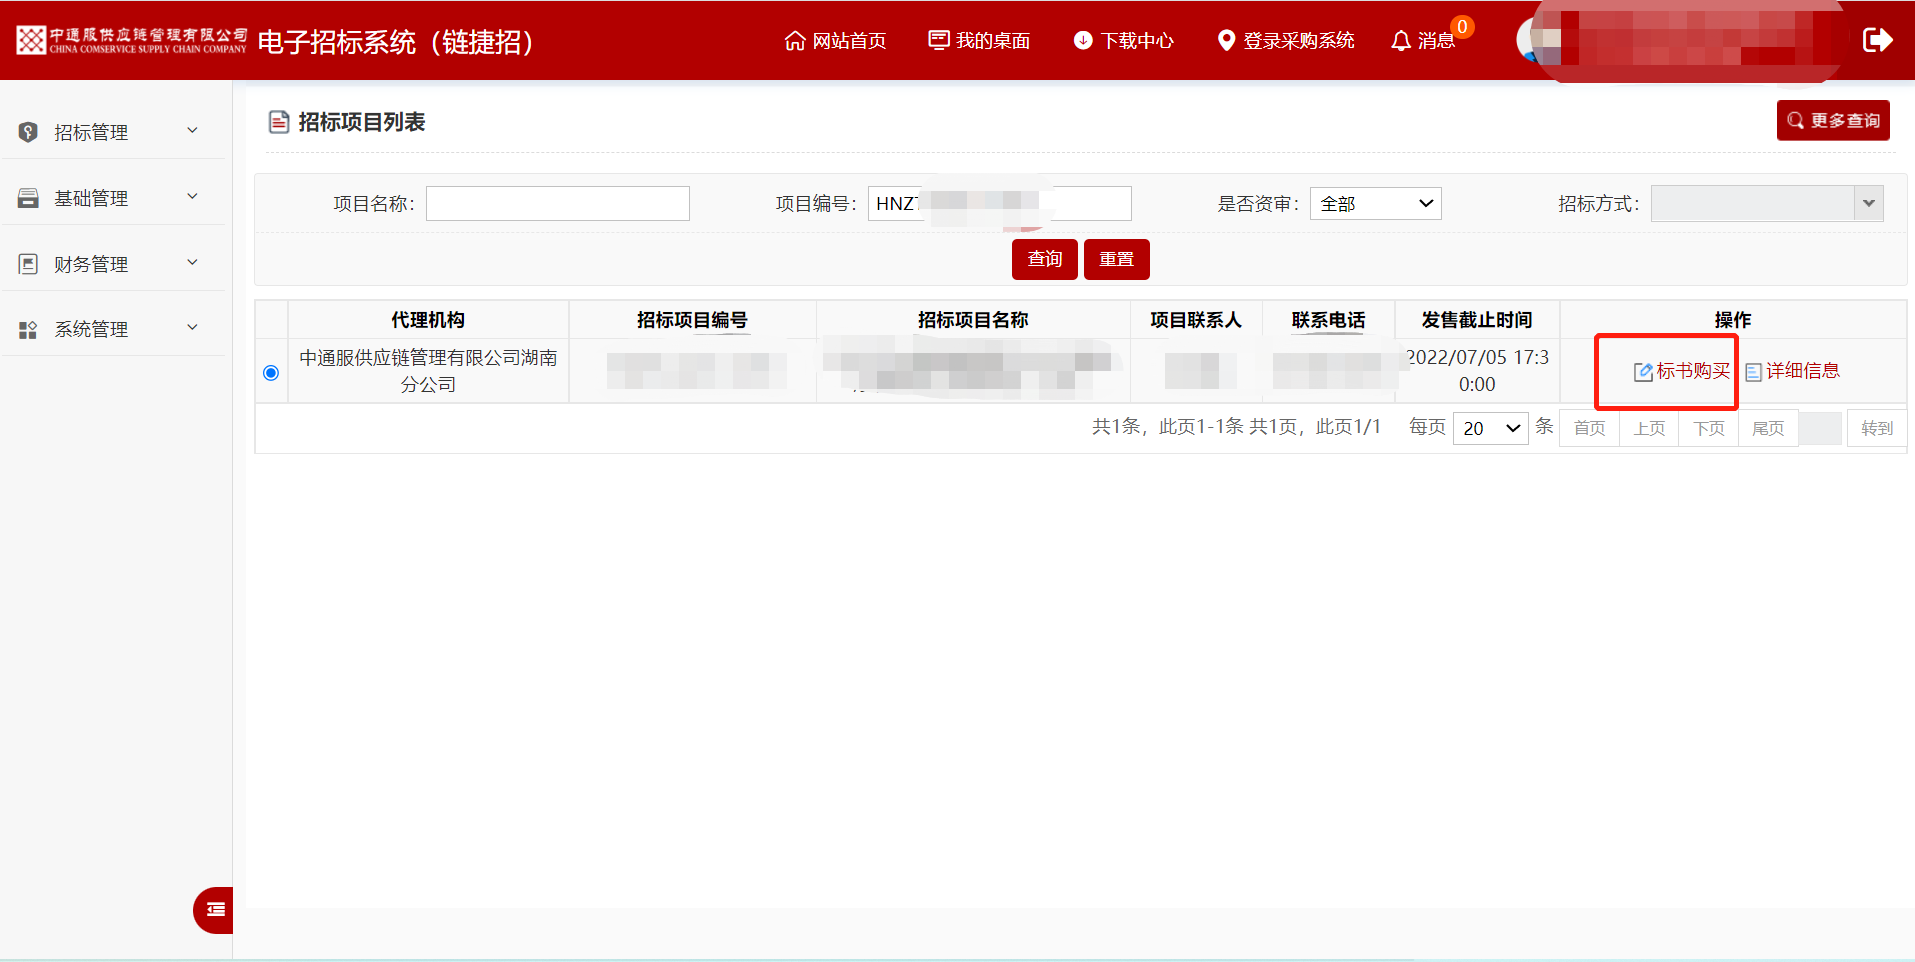 中通服供应链管理有限公司
CHINA COMSERVICE SUPPLY CHAIN COMPANY
电子招标系统（链捷招）
网站首页
我的桌面
下载中心
登录采购系统
消息
0
招标管理
基础管理
财务管理
系统管理
招标项目列表
更多查询
项目名称：
项目编号： HNZ
是否资审： 全部
招标方式：
查询 重置
代理机构 招标项目编号 招标项目名称 项目联系人 联系电话 发售截止时间 操作
中通服供应链管理有限公司湖南
分公司
2022/07/05 17:3
0:00
标书购买 详细信息
共1条，此页1-1条 共1页，此页1/1 每页 20 条 首页 上页 下页 尾页 转到